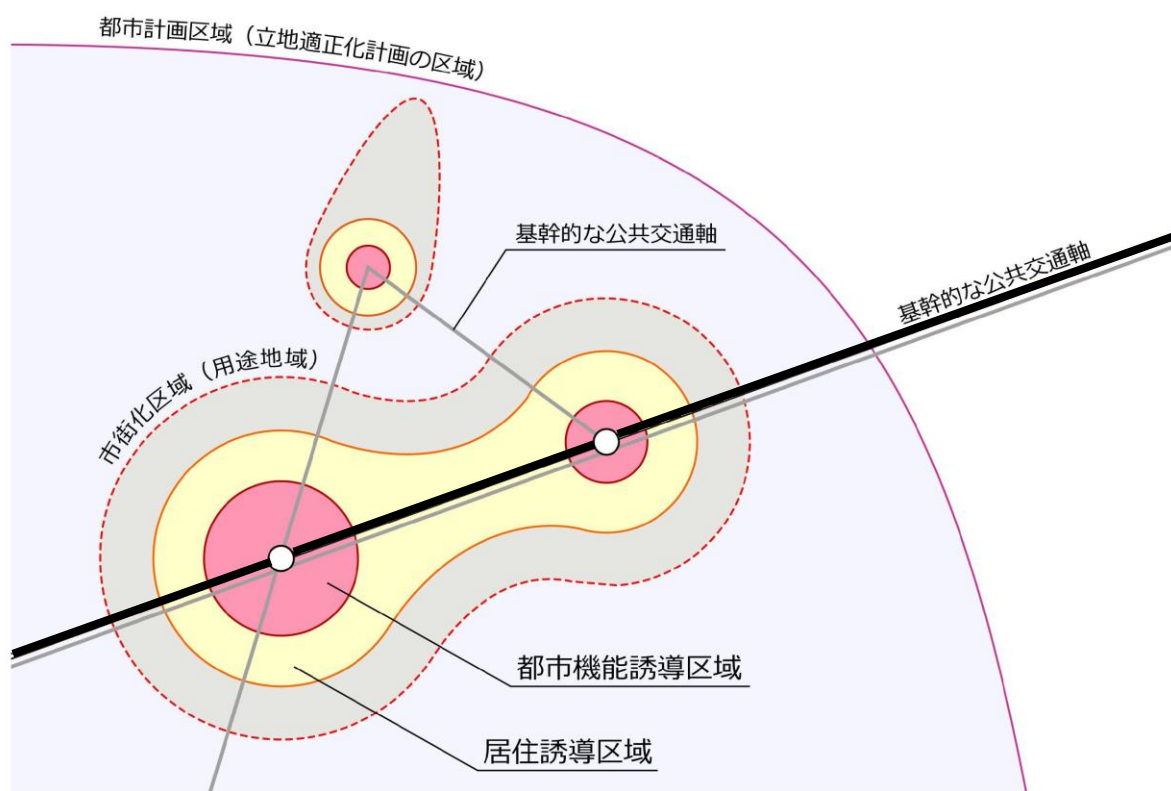 都市計画区域（立地適正化計画の区域）
基幹的な公共交通軸
基幹的な公共交通軸
市街化区域（用途地域）
都市機能誘導区域
居住誘導区域